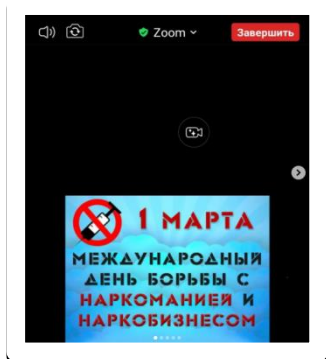 Zoom
Завершить
1 МАРТА
МЕЖДУНАРОДНЫЙ
ДЕНЬ БОРЬБЫ С
НАРКОМАНИЕЙ И
НАРКОБИЗНЕСОМ